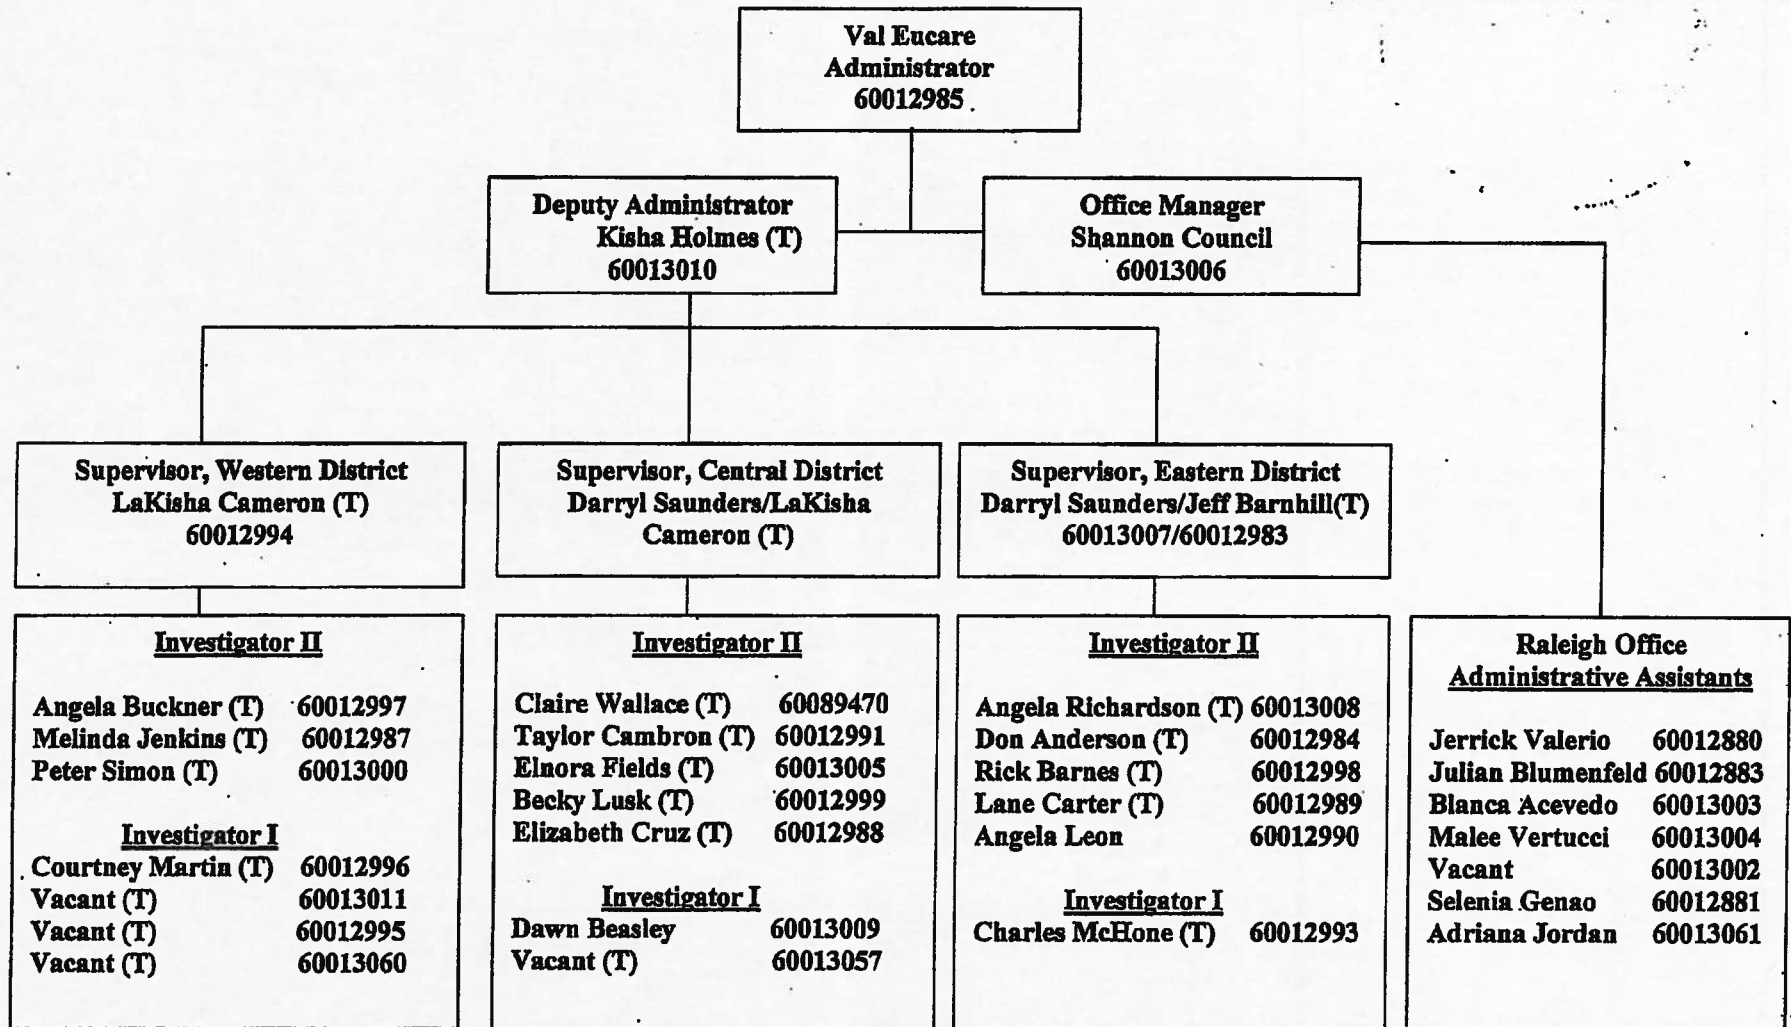 Val Eucare
Administrator
60012985
Deputy Administrator
Kisha Holmes (T)
60013010
Office Manager
Shannon Council
60013006
Supervisor, Western District
LaKisha Cameron (T)
60012994
Supervisor, Central District
Darryl Saunders/LaKisha
Cameron (T)
Supervisor, Eastern District
Darryl Saunders/Jeff Barnhill(T)
60013007/60012983
Investigator II
Angela Buckner (T) 60012997
Melinda Jenkins (T) 60012987
Peter Simon (T) 60013000
Investigator I
Courtney Martin (T) 60012996
Vacant (T) 60013011
Vacant (T) 60012995
Vacant (T) 60013060
Investigator II
Claire Wallace (T) 60089470
Taylor Cambron (T) 60012991
Elnora Fields (T) 60013005
Becky Lusk (T) 60012999
Elizabeth Cruz (T) 60012988
Investigator I
Dawn Beasley 60013009
Vacant (T) 60013057
Investigator II
Angela Richardson (T) 60013008
Don Anderson (T) 60012984
Rick Barnes (T) 60012998
Lane Carter (T) 60012989
Angela Leon 60012990
Investigator I
Charles McHone (T) 60012993
Raleigh Office
Administrative Assistants
Jerrick Valerio 60012880
Julian Blumenfeld 60012883
Blanca Acevedo 60013003
Malee Vertucci 60013004
Vacant 60013002
Selenia Genao 60012881
Adriana Jordan 60013061